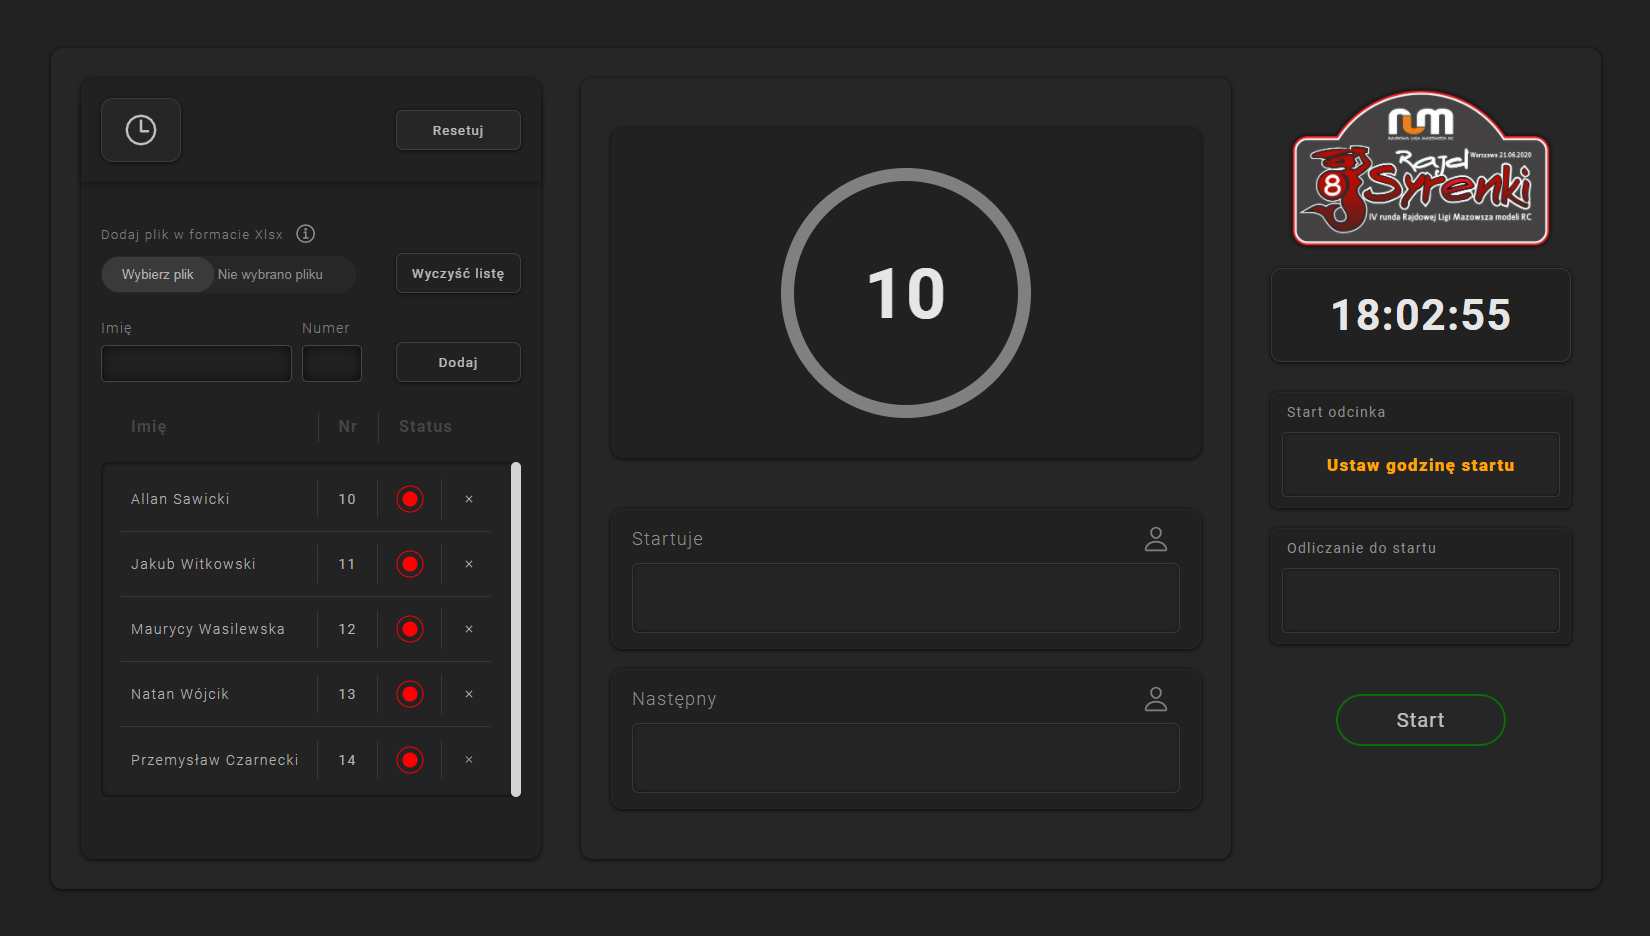 Resetuj
Dodaj plik w formacie Xlsx
Wybierz plik Nie wybrano pliku
Wyczyść listę
Imię Numer
Dodaj
Imię Nr Status
Allan Sawicki 10 ×
Jakub Witkowski 11 ×
Maurycy Wasilewska 12 ×
Natan Wójcik 13 ×
Przemysław Czarnecki 14 ×
10
Startuje
Następny
rlm
Warszawa 21.06.2020
Rajd
8 Syrenki
IV runda Rajdowej Ligi Mazowsza modeli RC
18:02:55
Start odcinka
Ustaw godzinę startu
Odliczanie do startu
Start